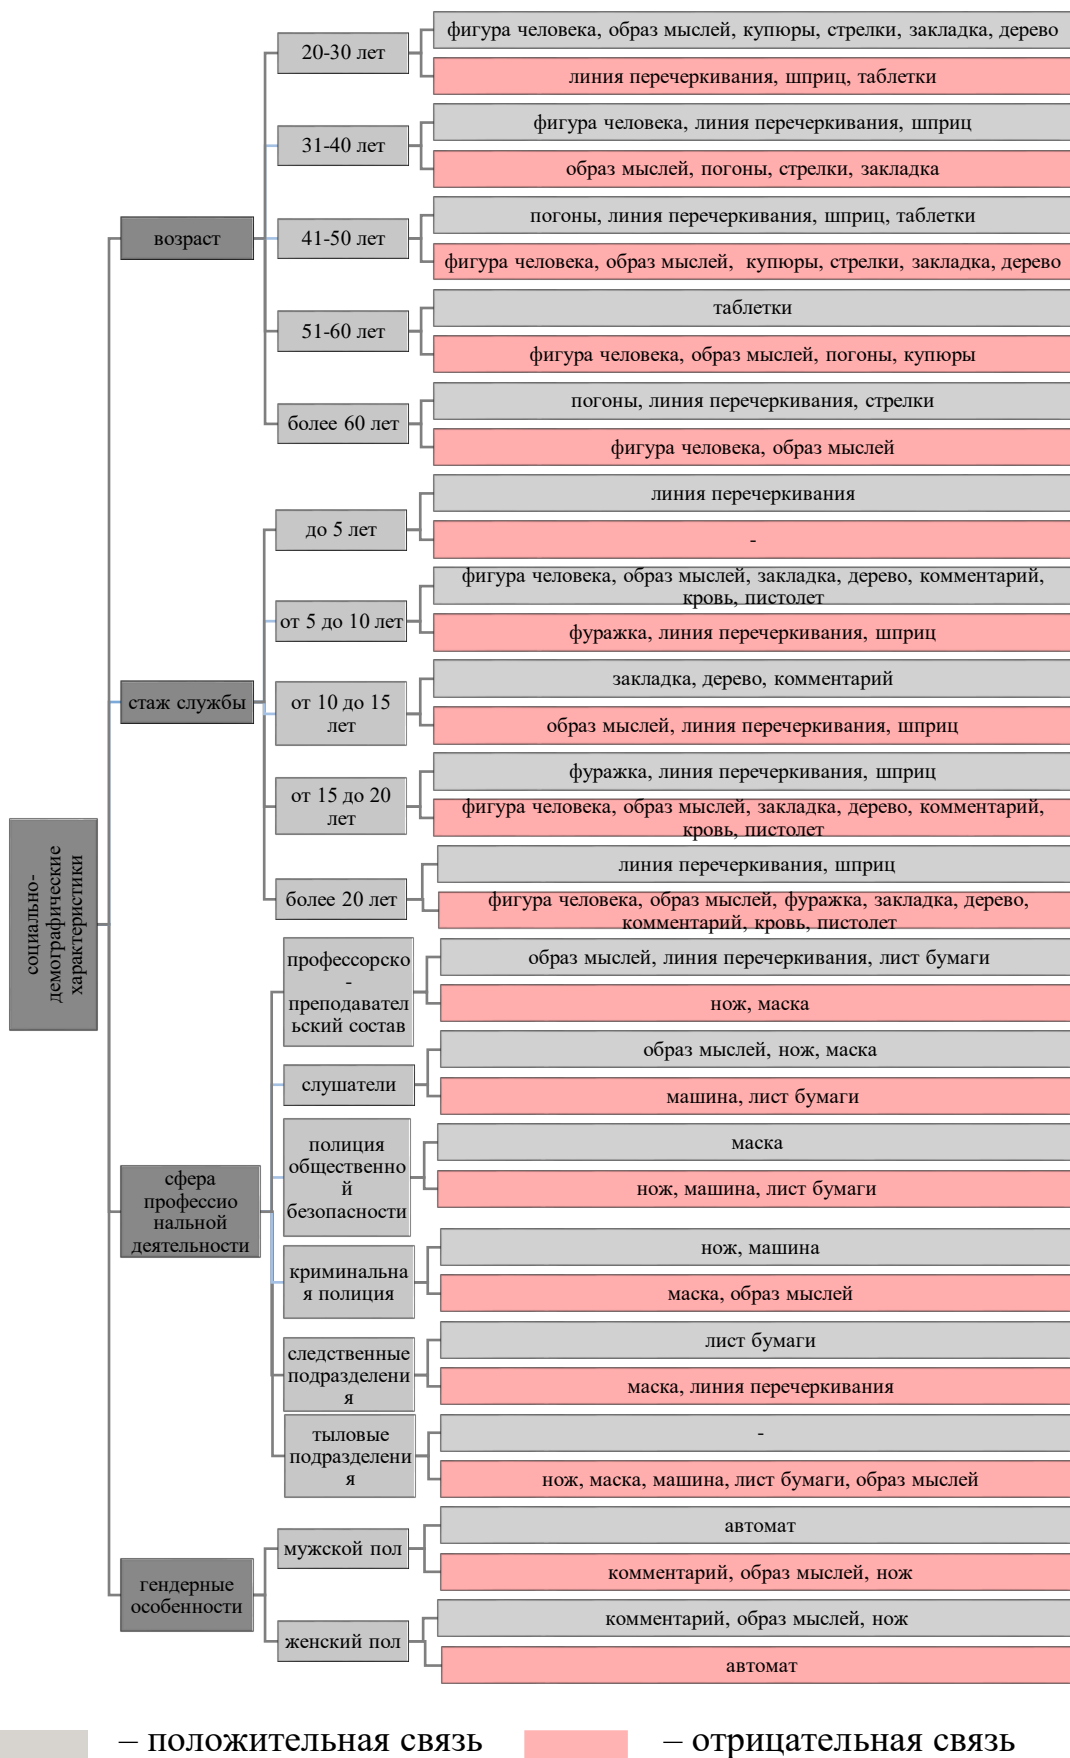 социально-
демографические
характеристики
возраст
20-30 лет
фигура человека, образ мыслей, купюры, стрелки, закладка, дерево
линия перечеркивания, шприц, таблетки
31-40 лет
фигура человека, линия перечеркивания, шприц
образ мыслей, погоны, стрелки, закладка
41-50 лет
погоны, линия перечеркивания, шприц, таблетки
фигура человека, образ мыслей, купюры, стрелки, закладка, дерево
51-60 лет
таблетки
фигура человека, образ мыслей, погоны, купюры
более 60 лет
погоны, линия перечеркивания, стрелки
фигура человека, образ мыслей
стаж службы
до 5 лет
линия перечеркивания
-
от 5 до 10 лет
фигура человека, образ мыслей, закладка, дерево, комментарий,
кровь, пистолет
фуражка, линия перечеркивания, шприц
от 10 до 15
лет
закладка, дерево, комментарий
образ мыслей, линия перечеркивания, шприц
от 15 до 20
лет
фуражка, линия перечеркивания, шприц
фигура человека, образ мыслей, закладка, дерево, комментарий,
кровь, пистолет
более 20 лет
линия перечеркивания, шприц
фигура человека, образ мыслей, фуражка, закладка, дерево,
комментарий, кровь, пистолет
сфера
профессио
нальной
деятельности
профессорско
-
преподавател
ьский состав
образ мыслей, линия перечеркивания, лист бумаги
нож, маска
слушатели
образ мыслей, нож, маска
машина, лист бумаги
полиция
общественно
й
безопасности
маска
нож, машина, лист бумаги
криминальна
я полиция
нож, машина
маска, образ мыслей
следственные
подразделени
я
лист бумаги
маска, линия перечеркивания
тыловые
подразделени
я
-
нож, маска, машина, лист бумаги, образ мыслей
гендерные
особенности
мужской пол
автомат
комментарий, образ мыслей, нож
женский пол
комментарий, образ мыслей, нож
автомат
– положительная связь
– отрицательная связь